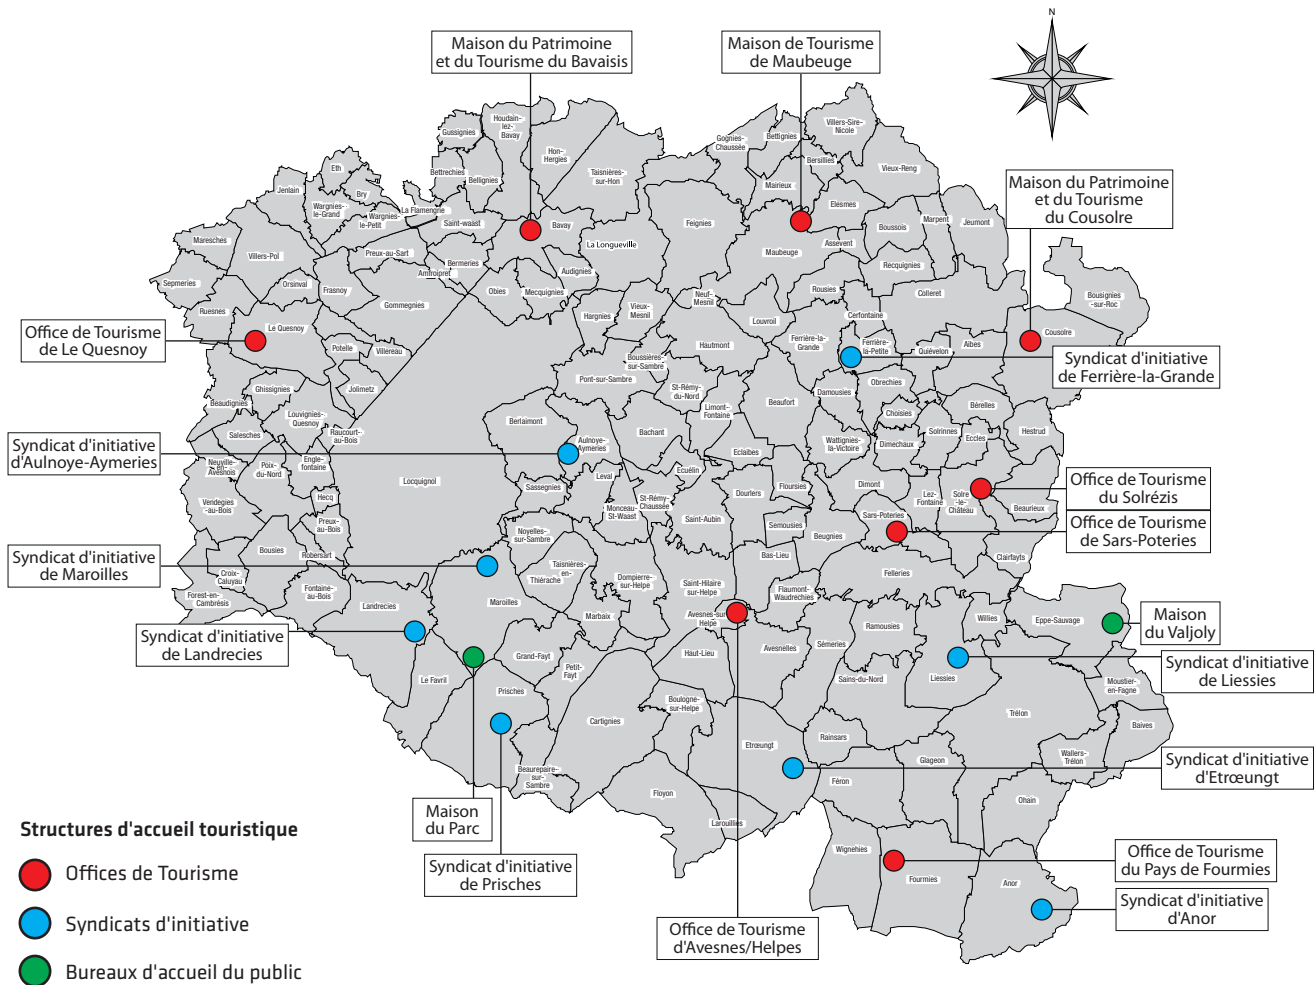 N
Maison du Patrimoine
et du Tourisme du Bavaisis
Maison de Tourisme
de Maubeuge
Maison du Patrimoine
et du Tourisme
du Cousolre
Office de Tourisme
de Le Quesnoy
Syndicat d'initiative
de Ferrière-la-Grande
Syndicat d'initiative
d'Aulnoye-Aymeries
Office de Tourisme
du Solrézis
Office de Tourisme
de Sars-Poteries
Syndicat d'initiative
de Maroilles
Syndicat d'initiative
de Landrecies
Maison
du Valjoly
Syndicat d'initiative
de Liessies
Syndicat d'initiative
d'Etrœungt
Maison
du Parc
Syndicat d'initiative
de Prisches
Office de Tourisme
d'Avesnes/Helpes
Office de Tourisme
du Pays de Fourmies
Syndicat d'initiative
d'Anor
Structures d'accueil touristique
Offices de Tourisme
Syndicats d'initiative
Bureaux d'accueil du public
Gussignies
Houdain-
lez-
Bavay
Hon-
Hergies
Taisnières-
sur-Hon
Bettrechies
Bellignies
Eth
Bry
Jenlain
Wargnies-
le-Grand
Wargnies-
le-Petit
La Flamengrie
Saint-waast
Bavay
La Longueville
Feignies
Gognies-
Chaussée
Bettignies
Villers-Sire-
Nicole
Bersillies
Vieux-Reng
Mairieux
Elesmes
Maubeuge
Assevent
Boussois
Marpent
Jeumont
Recquignies
Maresches
Villers-Pol
Preux-au-Sart
Bermeries
Amfroipret
Audignies
Sepmeries
Orsinval
Frasnoy
Gommegnies
Obies
Mecquignies
Ruesnes
Le Quesnoy
Potelle
Villereau
Hargnies
Vieux-
Mesnil
Neuf-
Mesnil
Louvroil
Rousies
Cerfontaine
Colleret
Bousignies
-sur-Roc
Cousolre
Hautmont
Ferrière-la-
Grande
Ferrière-
la-Petite
Quiévelon
Aibes
Boussières-
sur-Sambre
Pont-sur-Sambre
St-Rémy-
du-Nord
Limont-
Fontaine
Beaufort
Damousies
Obrechies
Choisies
Bérelles
Ghissignies
Jolimetz
Beaudignies
Louvignies-
Quesnoy
Salesches
Raucourt-
au-Bois
Berlaimont
Aulnoye-
Aymeries
Bachant
Eclaibes
Wattignies-
la-Victoire
Dimechaux
Solrinnes
Eccles
Hestrud
Neuville-
en-
Avesnois
Poix-
du-Nord
Engle-
fontaine
Locquignol
Sassegnies
Leval
Ecuélin
Dourlers
Floursies
Dimont
Lez-
Fontaine
Solre
-le-
Château
Beaurieux
Vendegies
-au-Bois
Hecq
Preux-
au-Bois
Monceau-
St-Waast
St-Rémy-
Chaussée
Saint-Aubin
Semousies
Sars-Poteries
Beugnies
Bousies
Robersart
Noyelles-
sur-Sambre
Bas-Lieu
Clairfayts
Croix-
Caluyau
Forest-en-
Cambrésis
Fontaine-
au-Bois
Landrecies
Maroilles
Taisnières-
en-
Thiérache
Dompierre-
sur-Helpe
Marbaix
Saint-Hilaire
sur-Helpe
Avesnes-sur-
Helpe
Flaumont-
Waudrechies
Felleries
Ramousies
Willies
Eppe-Sauvage
Le Favril
Grand-Fayt
Petit-
Fayt
Haut-Lieu
Avesnelles
Sémeries
Sains-du-Nord
Liessies
Moustier-
en-Fagne
Prisches
Cartignies
Boulogne-
sur-Helpe
Trélon
Baives
Etrœungt
Rainsars
Glageon
Wallers-
Trélon
Beaurepaire-
sur-
Sambre
Floyon
Larouillies
Féron
Ohain
Wignehies
Fourmies
Anor